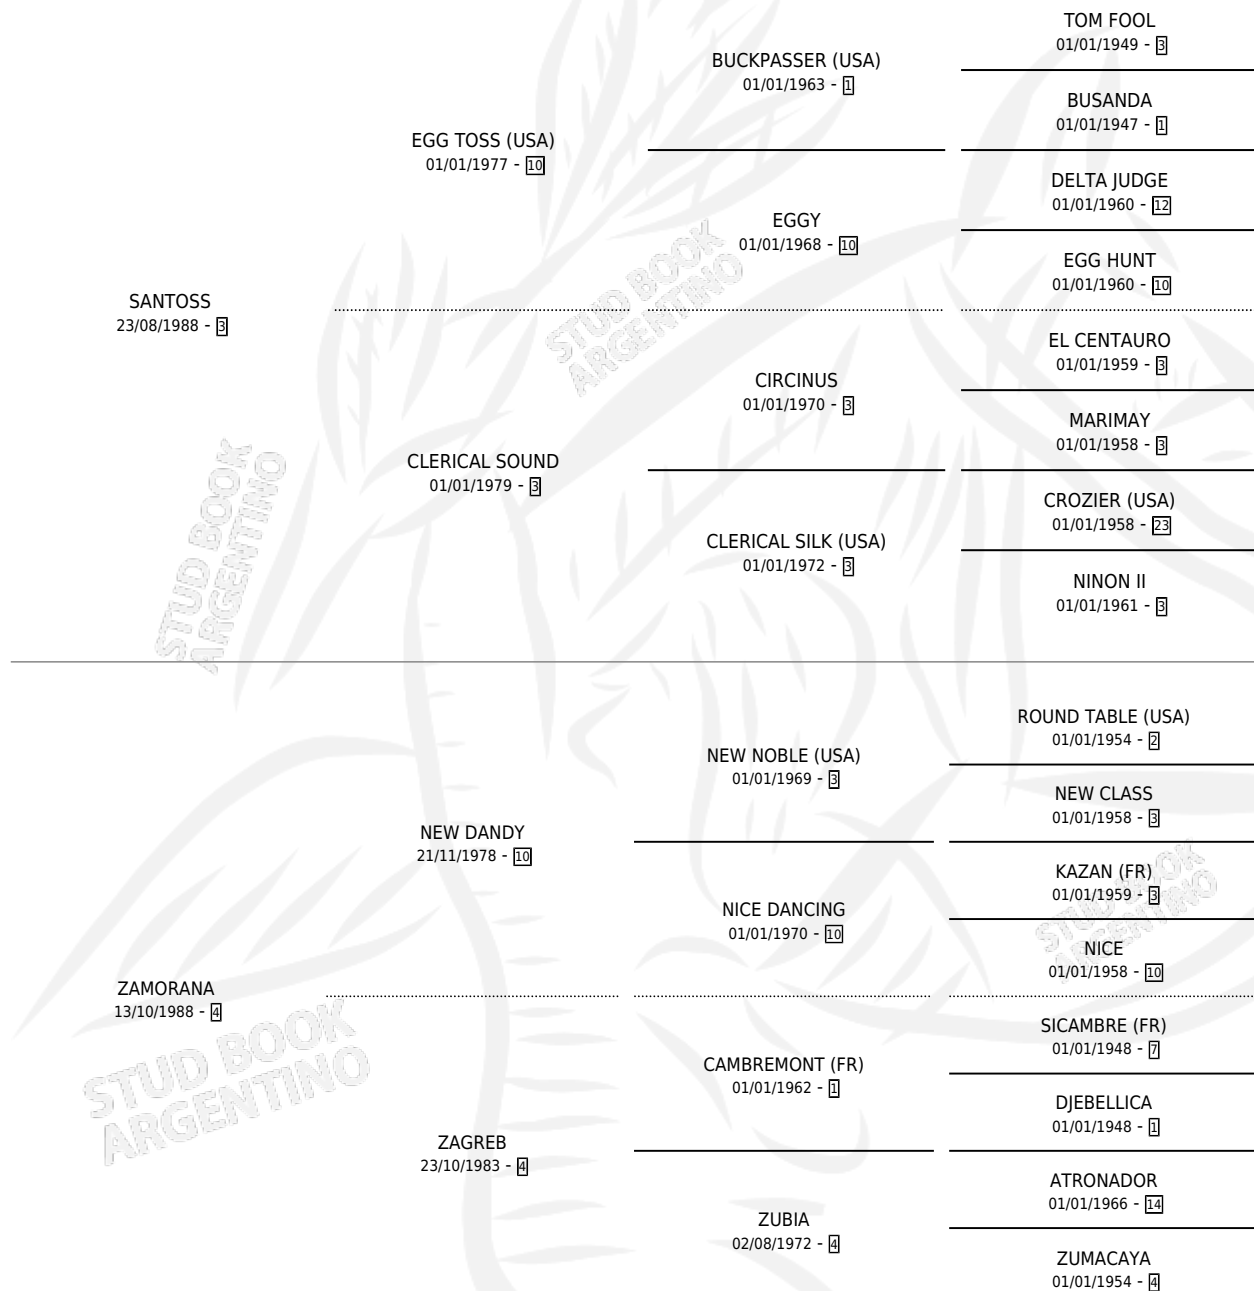 TOM FOOL
01/01/1949 - 3
BUCKPASSER (USA)
01/01/1963 - 1
BUSANDA
01/01/1947 - 1
EGG TOSS (USA)
01/01/1977 - 10
DELTA JUDGE
01/01/1960 - 12
EGGY
01/01/1968 - 10
EGG HUNT
01/01/1960 - 10
SANTOSS
23/08/1988 - 3
EL CENTAURO
01/01/1959 - 3
CIRCINUS
01/01/1970 - 3
MARIMAY
01/01/1958 - 3
CLERICAL SOUND
01/01/1979 - 3
CROZIER (USA)
01/01/1958 - 23
CLERICAL SILK (USA)
01/01/1972 - 3
NINON II
01/01/1961 - 3
ROUND TABLE (USA)
01/01/1954 - 2
NEW NOBLE (USA)
01/01/1969 - 3
NEW CLASS
01/01/1958 - 3
NEW DANDY
21/11/1978 - 10
KAZAN (FR)
01/01/1959 - 3
NICE DANCING
01/01/1970 - 10
NICE
01/01/1958 - 10
ZAMORANA
13/10/1988 - 4
SICAMBRE (FR)
01/01/1948 - 7
CAMBREMONT (FR)
01/01/1962 - 1
DJEBELLICA
01/01/1948 - 1
ZAGREB
23/10/1983 - 4
ATRONADOR
01/01/1966 - 14
ZUBIA
02/08/1972 - 4
ZUMACAYA
01/01/1954 - 4
STUD BOOK
ARGENTINO
STUD BOOK
ARGENTINO
STUD BOOK
ARGENTINO
STUD BOOK
ARGENTINO